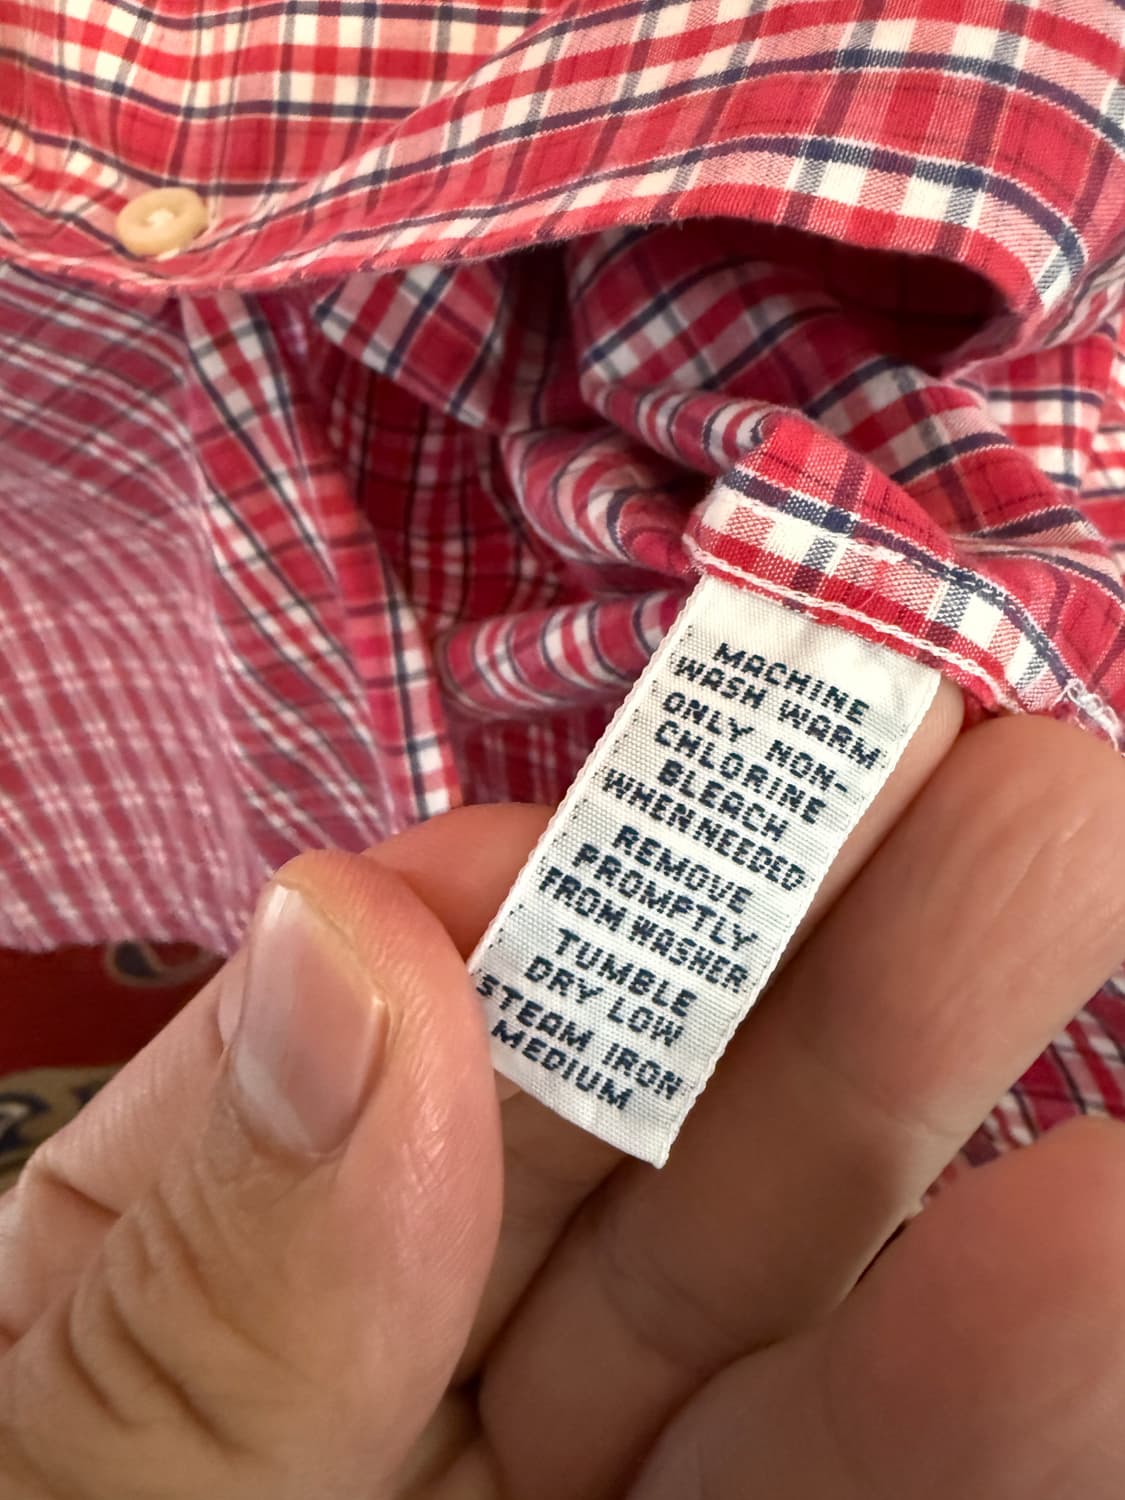 MACHINE
WASH WARM
ONLY NON-
CHLORINE
BLEACH
WHEN NEEDED
REMOVE
PROMPTLY
FROM WASHER
TUMBLE
DRY LOW
STEAM IRON
MEDIUM